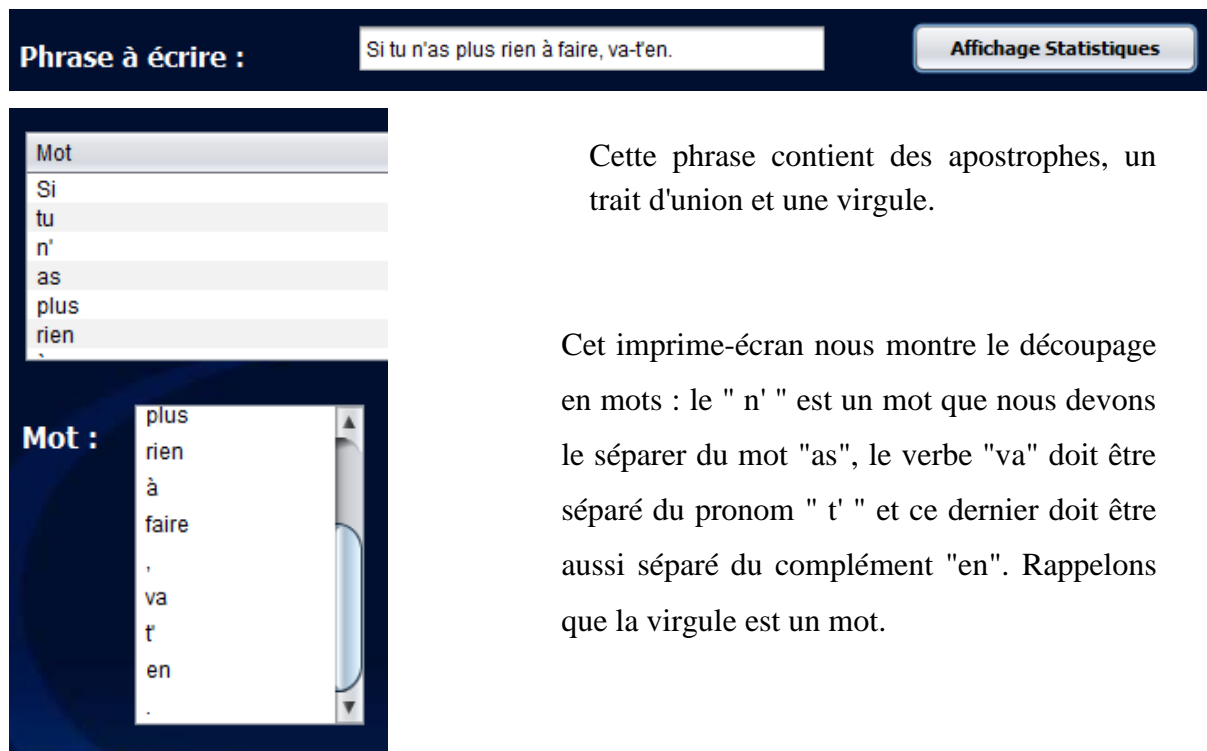 Phrase à écrire :
Si tu n'as plus rien à faire, va-t'en.
Affichage Statistiques
Mot
Si
tu
n'
as
plus
rien
Cette phrase contient des apostrophes, un
trait d'union et une virgule.
Cet imprime-écran nous montre le découpage
en mots : le " n' " est un mot que nous devons
le séparer du mot "as", le verbe "va" doit être
séparé du pronom " t' " et ce dernier doit être
aussi séparé du complément "en". Rappelons
que la virgule est un mot.
Mot :
plus
rien
à
faire
,
va
t'
en
.